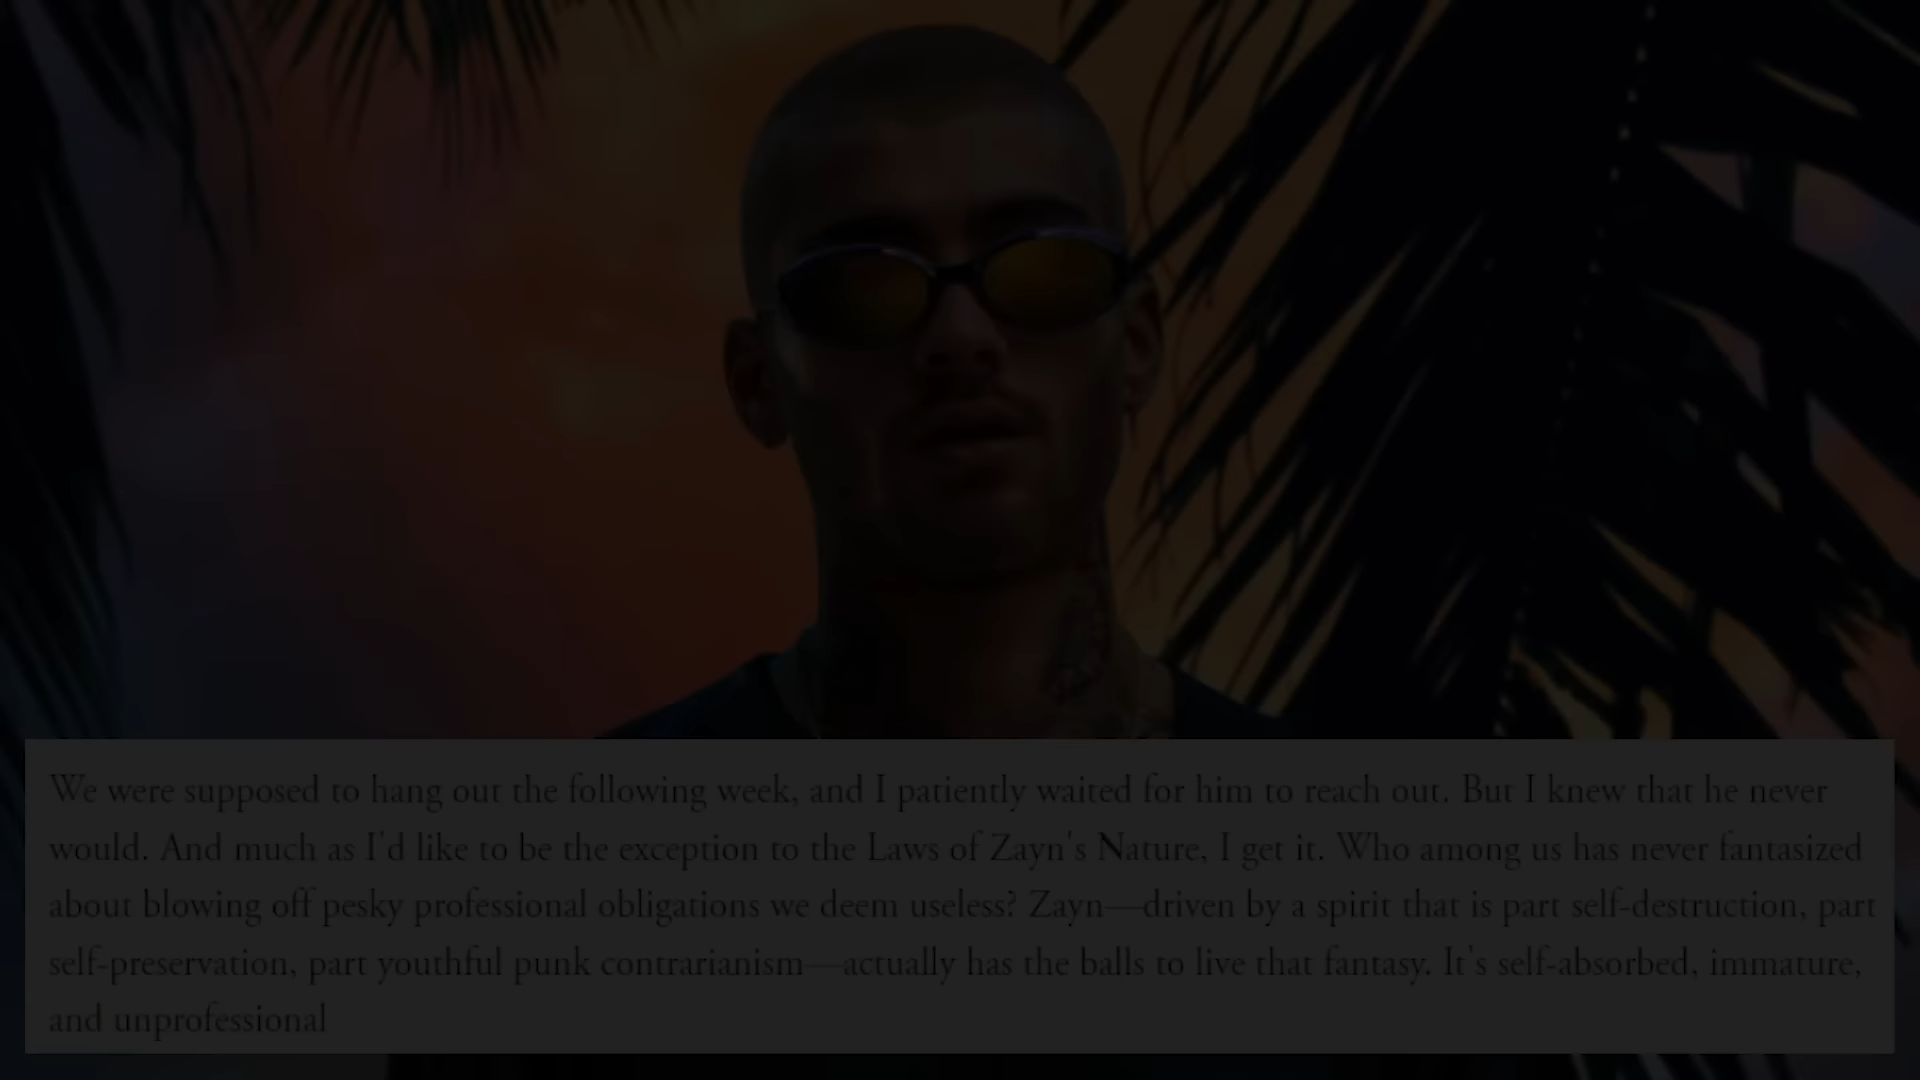 We were supposed to hang out the following week, and I patiently waited for him to reach out. But I knew that he never
would. And much as I'd like to be the exception to the Laws of Zayn's Nature, I get it. Who among us has never fantasized
about blowing off pesky professional obligations we deem useless? Zayn—driven by a spirit that is part self-destruction, part
self-preservation, part youthful punk contrarianism—actually has the balls to live that fantasy. It's self-absorbed, immature,
and unprofessional